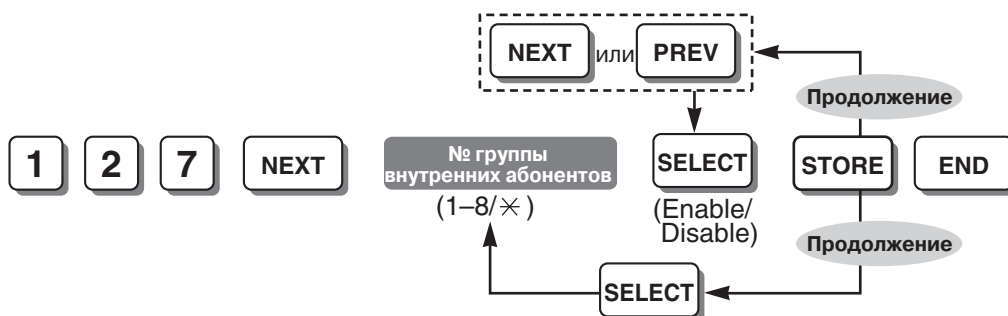 NEXT или PREV
Продолжение
1 2 7 NEXT
№ группы
внутренних абонентов
(1–8/✳)
SELECT
(Enable/
Disable)
STORE
END
Продолжение
SELECT